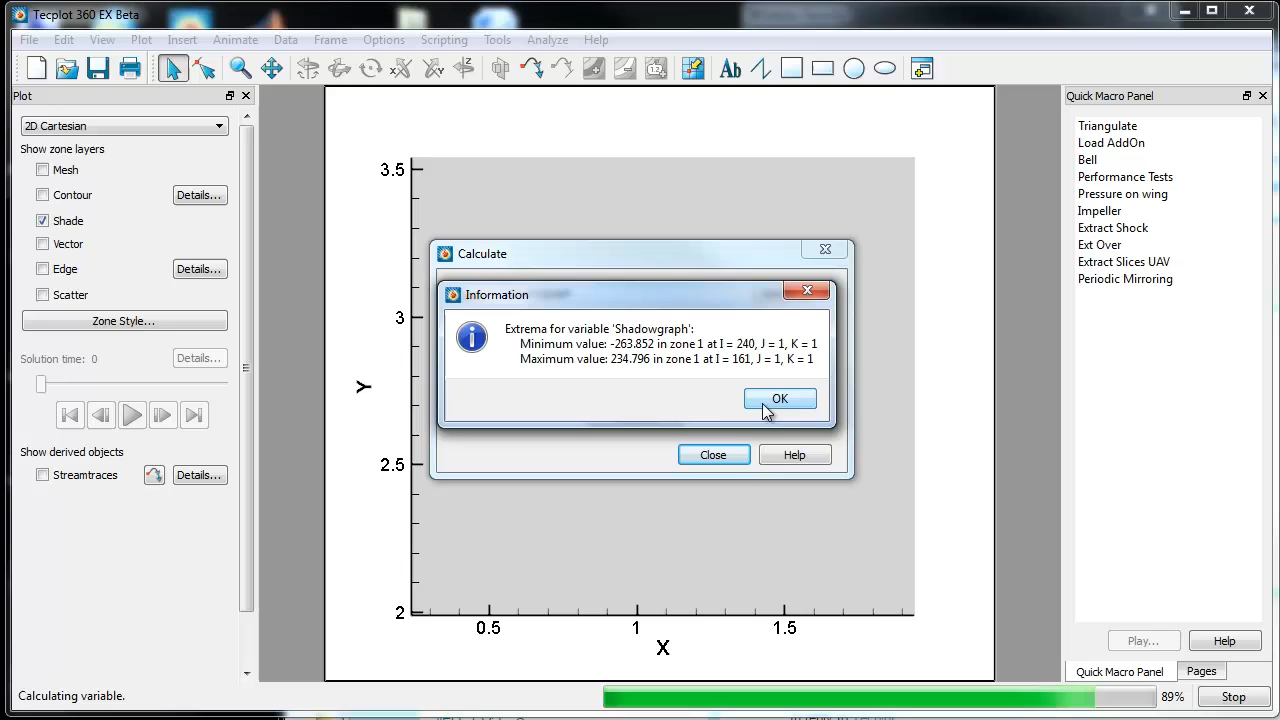 Tecplot 360 EX Beta
File Edit View Plot Insert Animate Data Frame Options Scripting Tools Analyze Help
Plot
2D Cartesian
Show zone layers
Mesh
Contour Details...
Shade
Vector
Edge Details...
Scatter
Zone Style...
Solution time: 0 Details...
Show derived objects
Streamtraces Details...
Calculating variable.
3.5
3
2.5
2
Y
0.5 1 1.5
X
Calculate
Information
Extrema for variable 'Shadowgraph':
Minimum value: -263.852 in zone 1 at I = 240, J = 1, K = 1
Maximum value: 234.796 in zone 1 at I = 161, J = 1, K = 1
OK
Close Help
Quick Macro Panel
Triangulate
Load AddOn
Bell
Performance Tests
Pressure on wing
Impeller
Extract Shock
Ext Over
Extract Slices UAV
Periodic Mirroring
Play... Help
Quick Macro Panel Pages
89% Stop